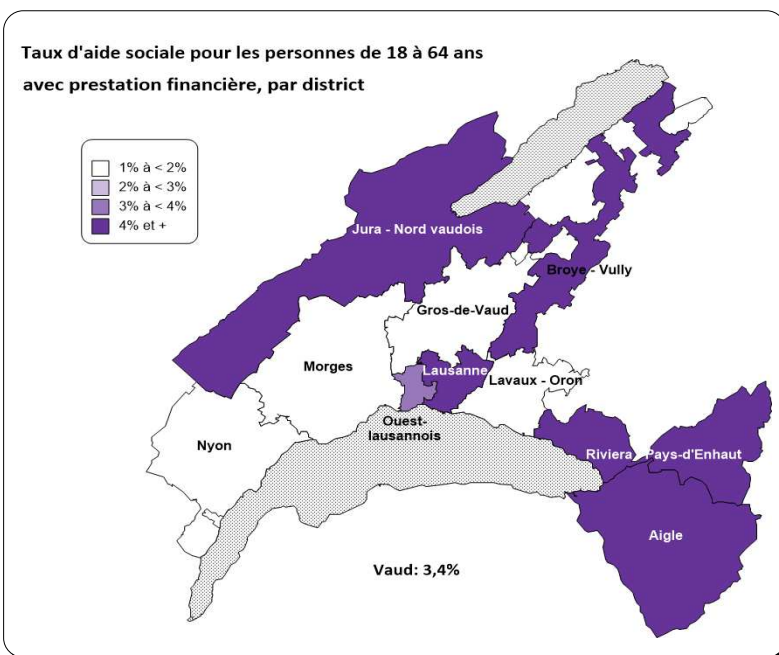 Taux d'aide sociale pour les personnes de 18 à 64 ans
avec prestation financière, par district
1% à < 2%
2% à < 3%
3% à < 4%
4% et +
Jura - Nord vaudois
Broye - Vully
Gros-de-Vaud
Morges
Lausanne
Lavaux - Oron
Ouest-
lausannois
Nyon
Riviera
Pays-d'Enhaut
Aigle
Vaud: 3,4%